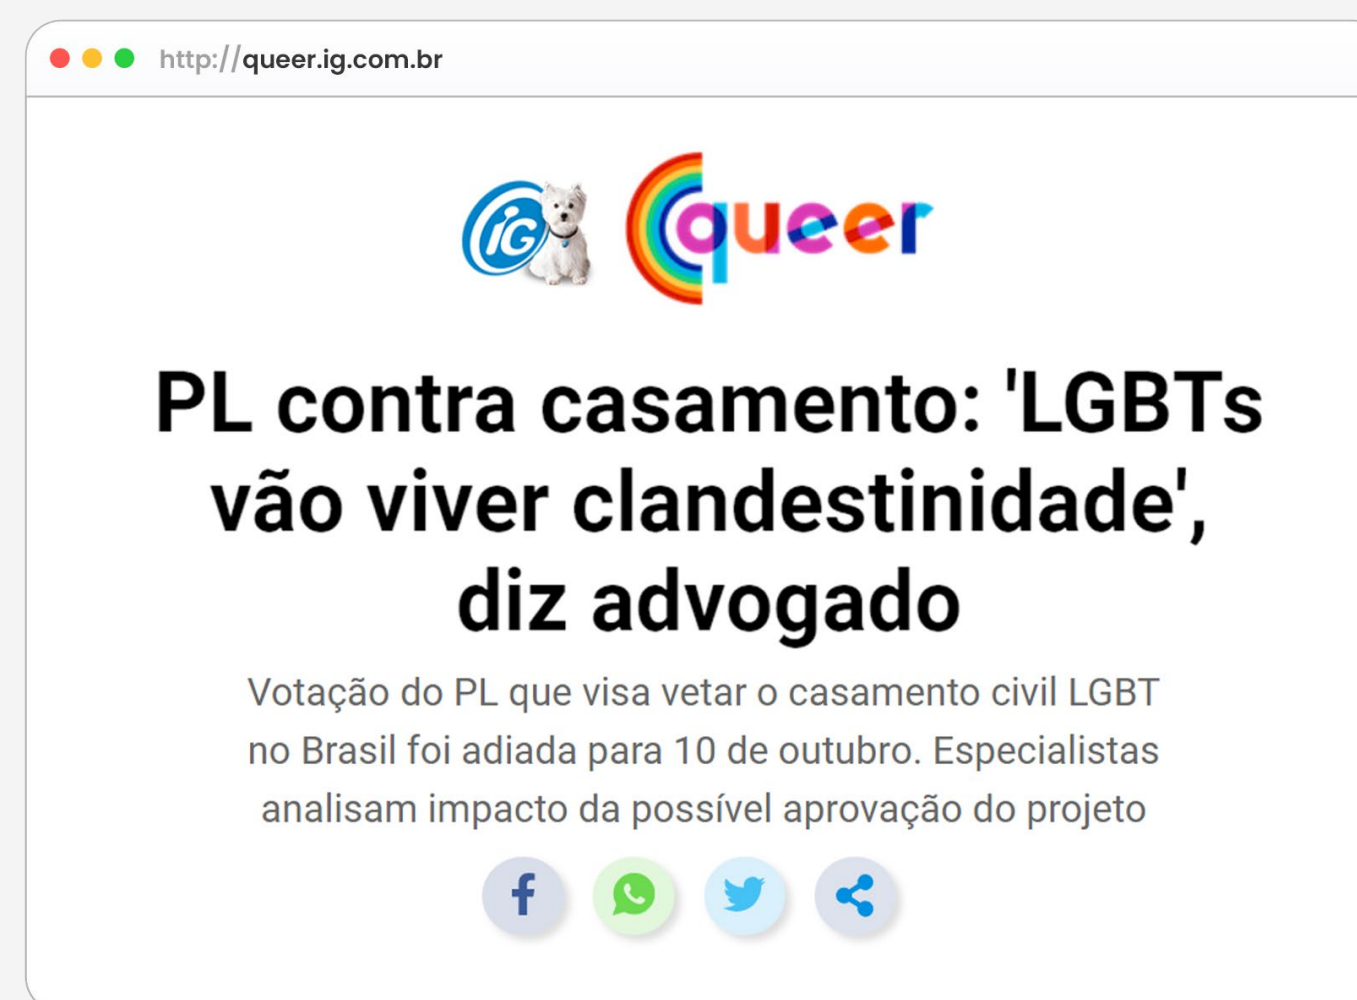 http://queer.ig.com.br
iG queer
PL contra casamento: 'LGBTs
vão viver clandestinidade',
diz advogado
Votação do PL que visa vetar o casamento civil LGBT
no Brasil foi adiada para 10 de outubro. Especialistas
analisam impacto da possível aprovação do projeto